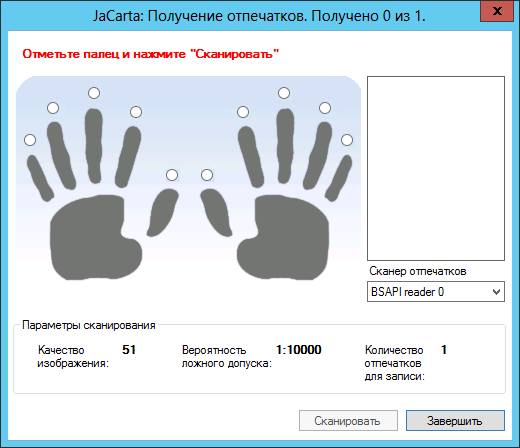 JaCarta: Получение отпечатков. Получено 0 из 1.
x
Отметьте палец и нажмите "Сканировать"
Сканер отпечатков
BSAPI reader 0
Параметры сканирования
Качество изображения: 51
Вероятность ложного допуска: 1:10000
Количество отпечатков для записи: 1
Сканировать
Завершить